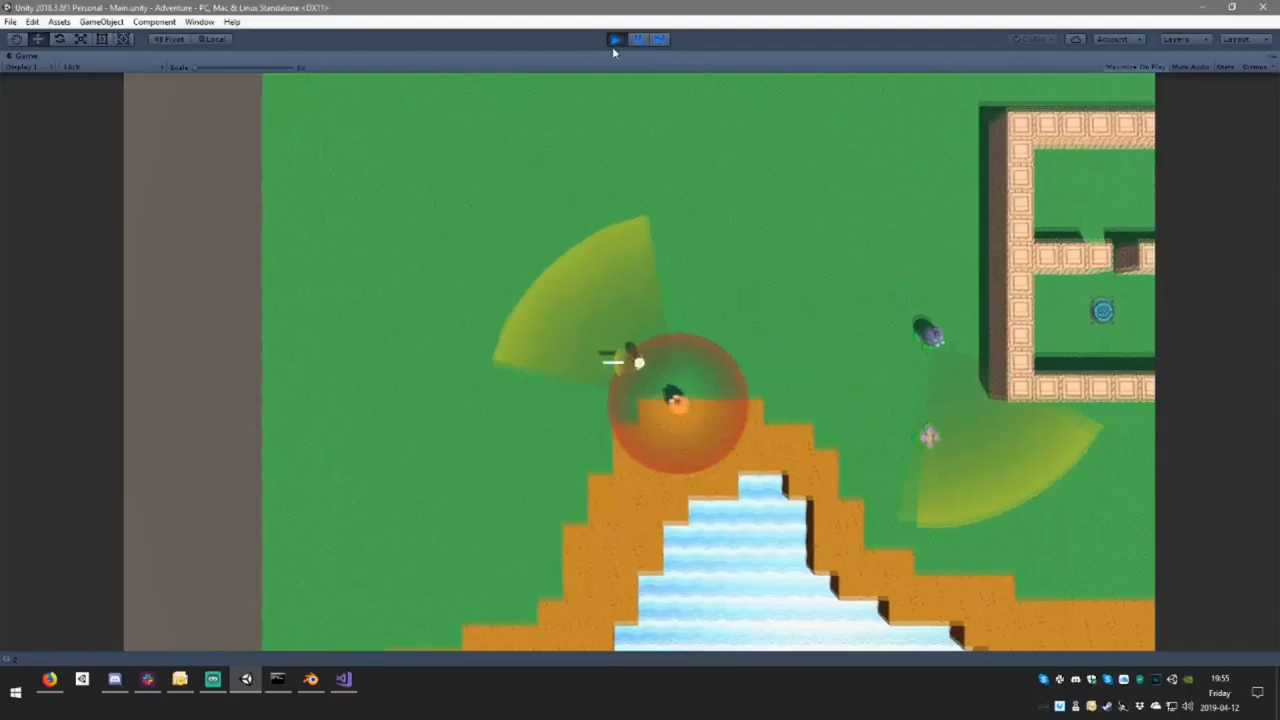 Unity 2018.3.8f1 Personal - Main.unity - Adventure - PC, Mac & Linux Standalone <DX11>
File Edit Assets GameObject Component Window Help
Pivot Local Account Layers Layout
Game
Display 1 Scale Maximize On Play Mute Audio Stats Gizmos
19:55
Friday
2019-04-12